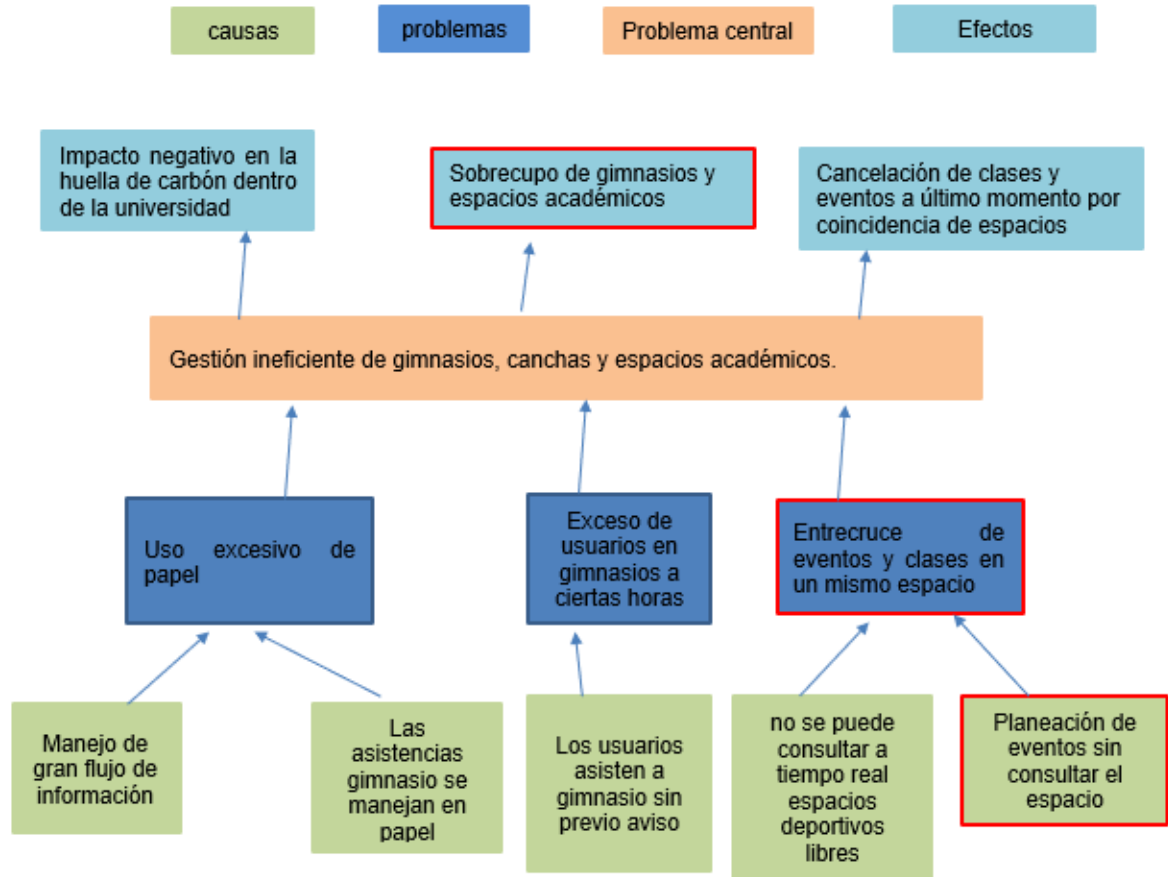 causas
problemas
Problema central
Efectos
Impacto negativo en la
huella de carbón dentro
de la universidad
Sobrecupo de gimnasios y
espacios académicos
Cancelación de clases y
eventos a último momento por
coincidencia de espacios
Gestión ineficiente de gimnasios, canchas y espacios académicos.
Uso excesivo de
papel
Exceso de
usuarios en
gimnasios a
ciertas horas
Entrecruce de
eventos y clases en
un mismo espacio
Manejo de
gran flujo de
información
Las
asistencias
gimnasio se
manejan en
papel
Los usuarios
asisten a
gimnasio sin
previo aviso
no se puede
consultar a
tiempo real
espacios
deportivos
libres
Planeación de
eventos sin
consultar el
espacio